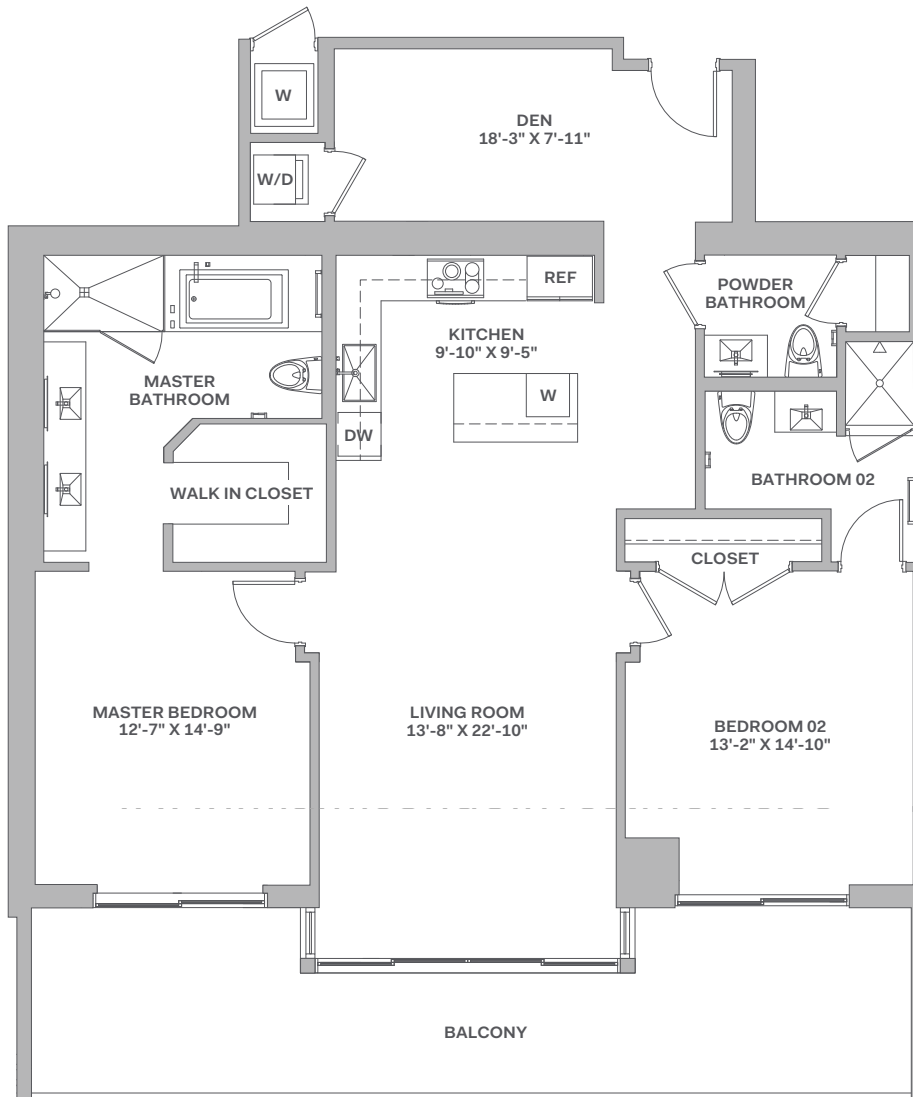 W
DEN
18'-3" X 7'-11"
W/D
REF
POWDER
BATHROOM
KITCHEN
9'-10" X 9'-5"
MASTER
BATHROOM
W
DW
BATHROOM 02
WALK IN CLOSET
CLOSET
MASTER BEDROOM
12'-7" X 14'-9"
LIVING ROOM
13'-8" X 22'-10"
BEDROOM 02
13'-2" X 14'-10"
BALCONY